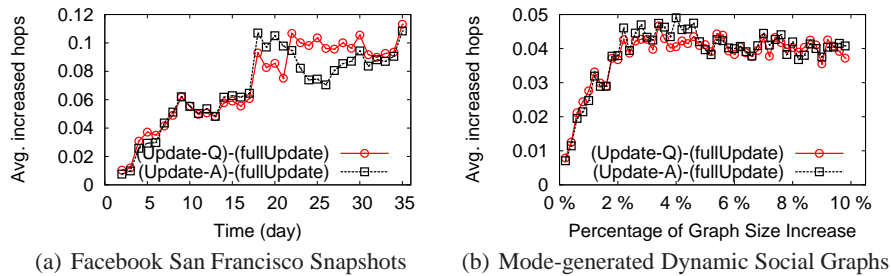 Avg. increased hops
0.12
0.1
0.08
0.06
0.04
0.02
0
(Update-Q)-(fullUpdate)
(Update-A)-(fullUpdate)
0 5 10 15 20 25 30 35
Time (day)
(a) Facebook San Francisco Snapshots
Avg. increased hops
0.05
0.04
0.03
0.02
0.01
0
(Update-Q)-(fullUpdate)
(Update-A)-(fullUpdate)
0 % 2 % 4 % 6 % 8 % 10 %
Percentage of Graph Size Increase
(b) Mode-generated Dynamic Social Graphs